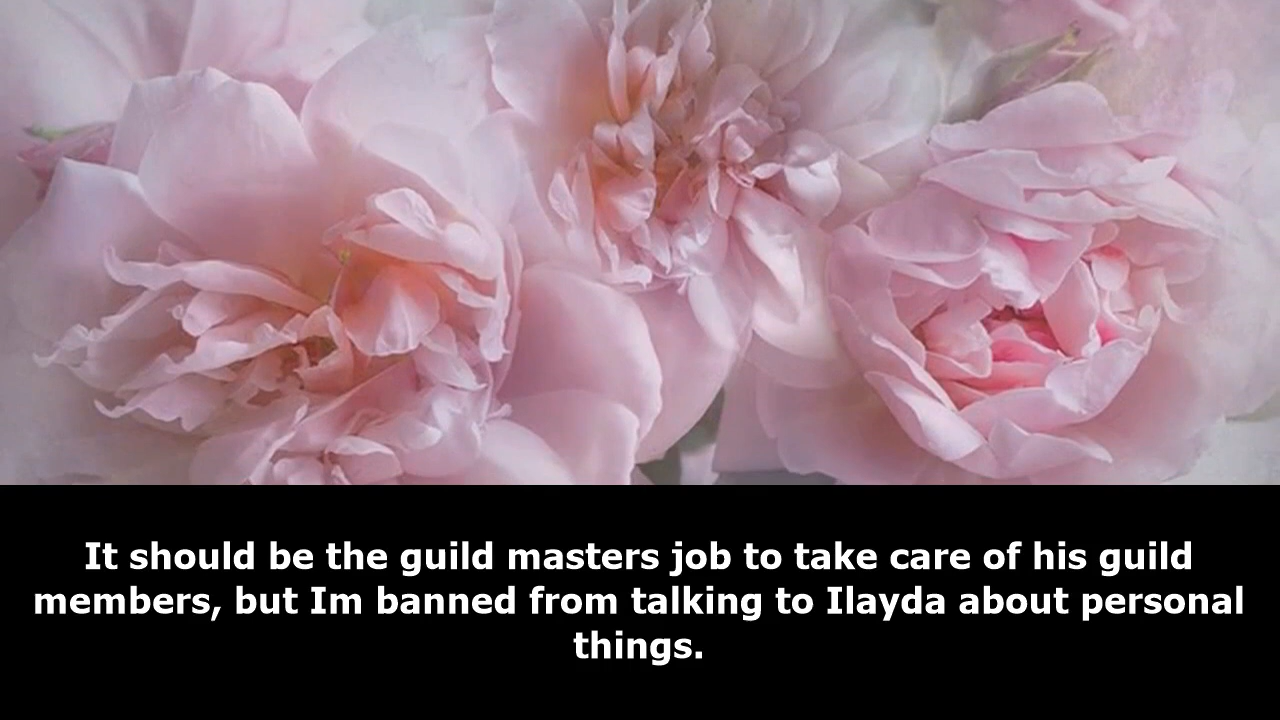 It should be the guild masters job to take care of his guild
members, but Im banned from talking to Ilayda about personal
things.